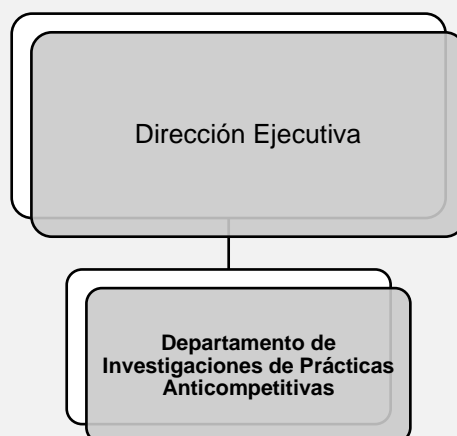 Dirección Ejecutiva
Departamento de
Investigaciones de Prácticas
Anticompetitivas